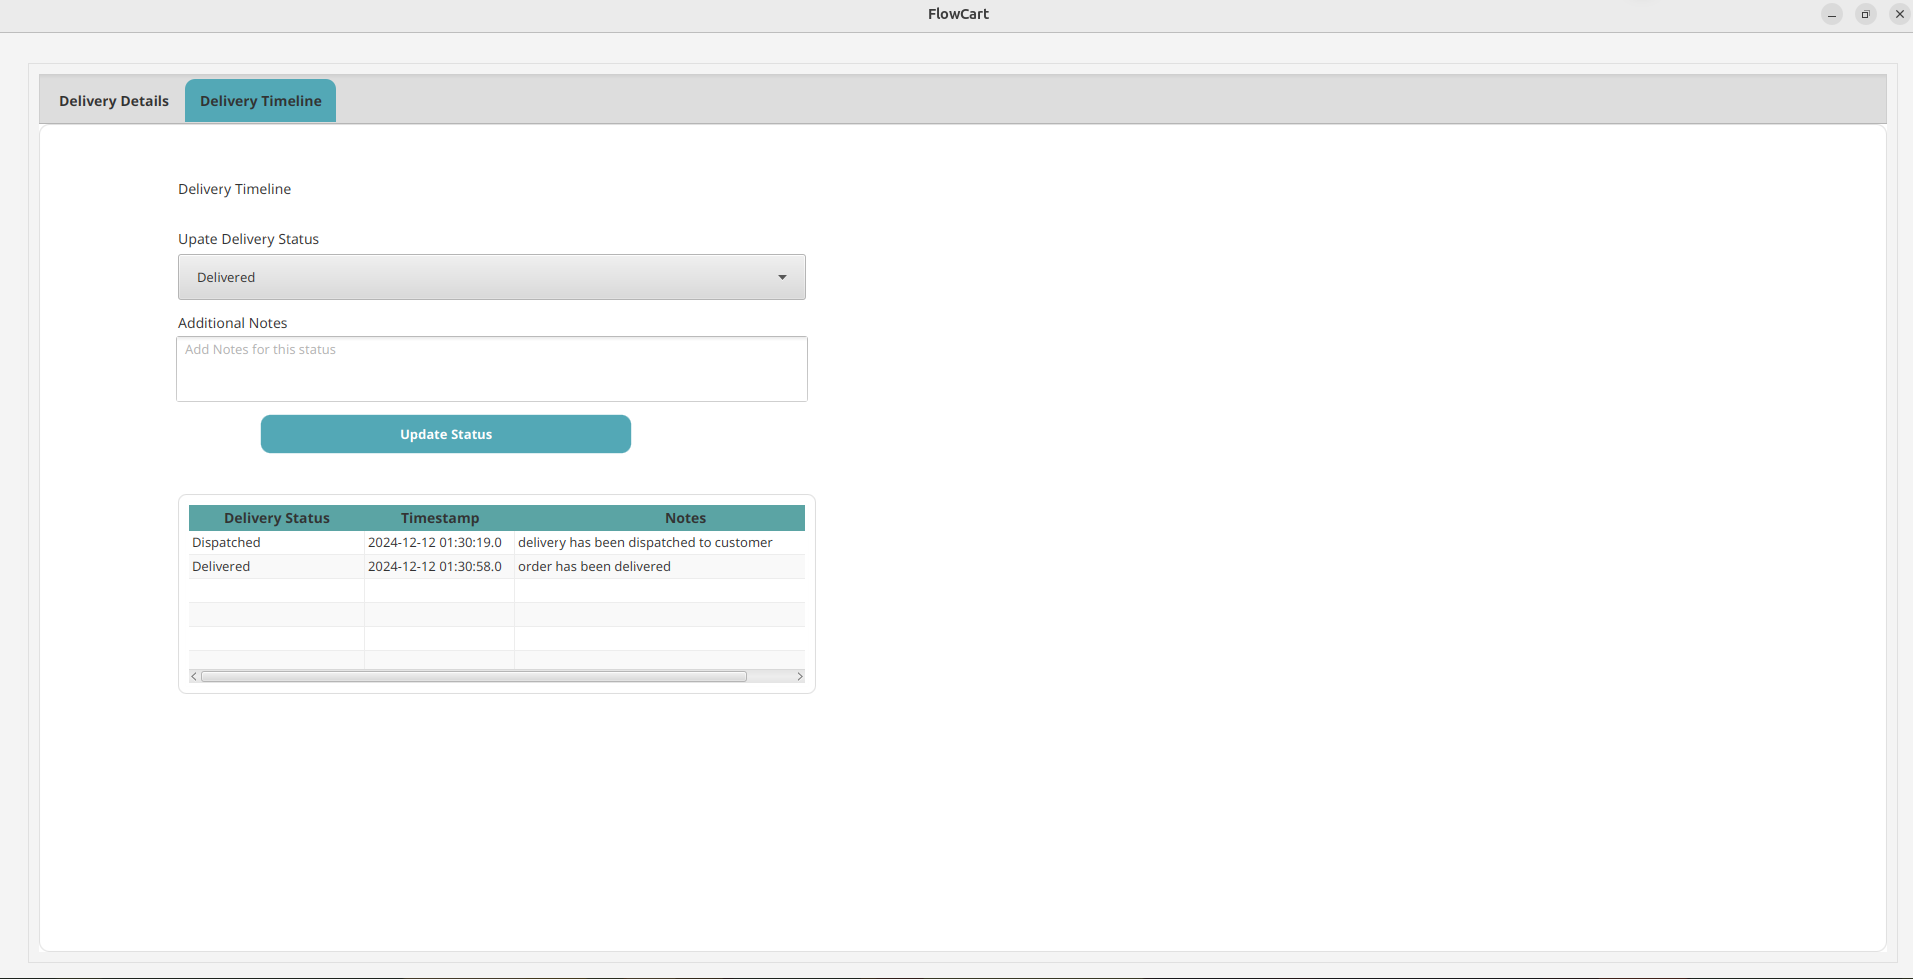 FlowCart
Delivery Details Delivery Timeline
Delivery Timeline
Upate Delivery Status
Delivered
Additional Notes
Add Notes for this status
Update Status
Delivery Status Timestamp Notes
Dispatched 2024-12-12 01:30:19.0 delivery has been dispatched to customer
Delivered 2024-12-12 01:30:58.0 order has been delivered